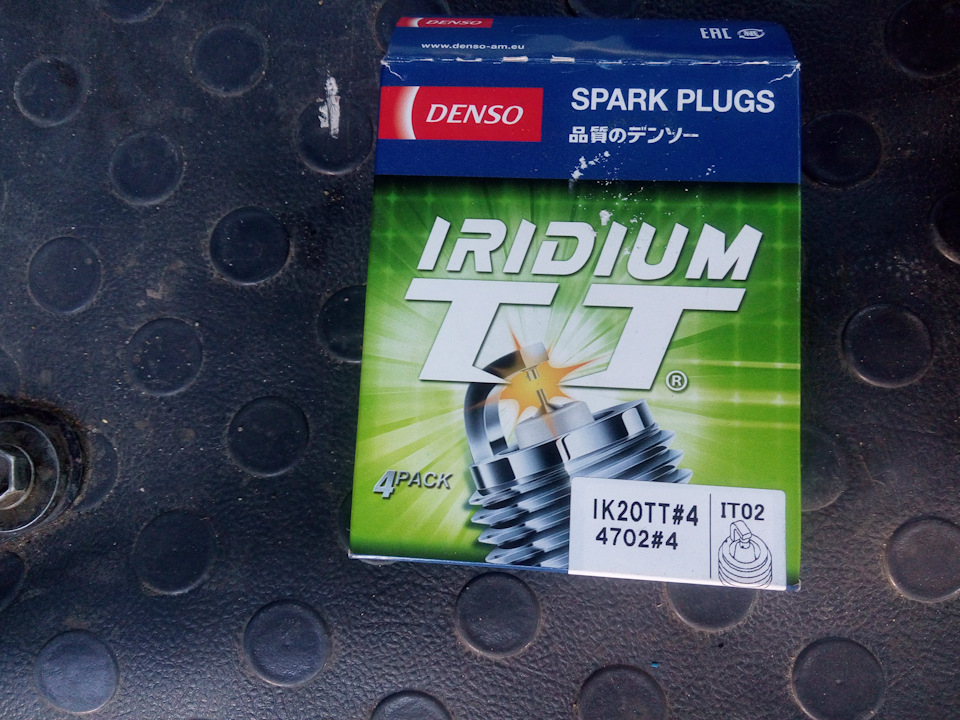 DENSO
EAC
www.denso-am.eu
DENSO
SPARK PLUGS
品質のデンソー
IRIDIUM
TT®
4PACK
IK20TT#4
4702#4
IT02